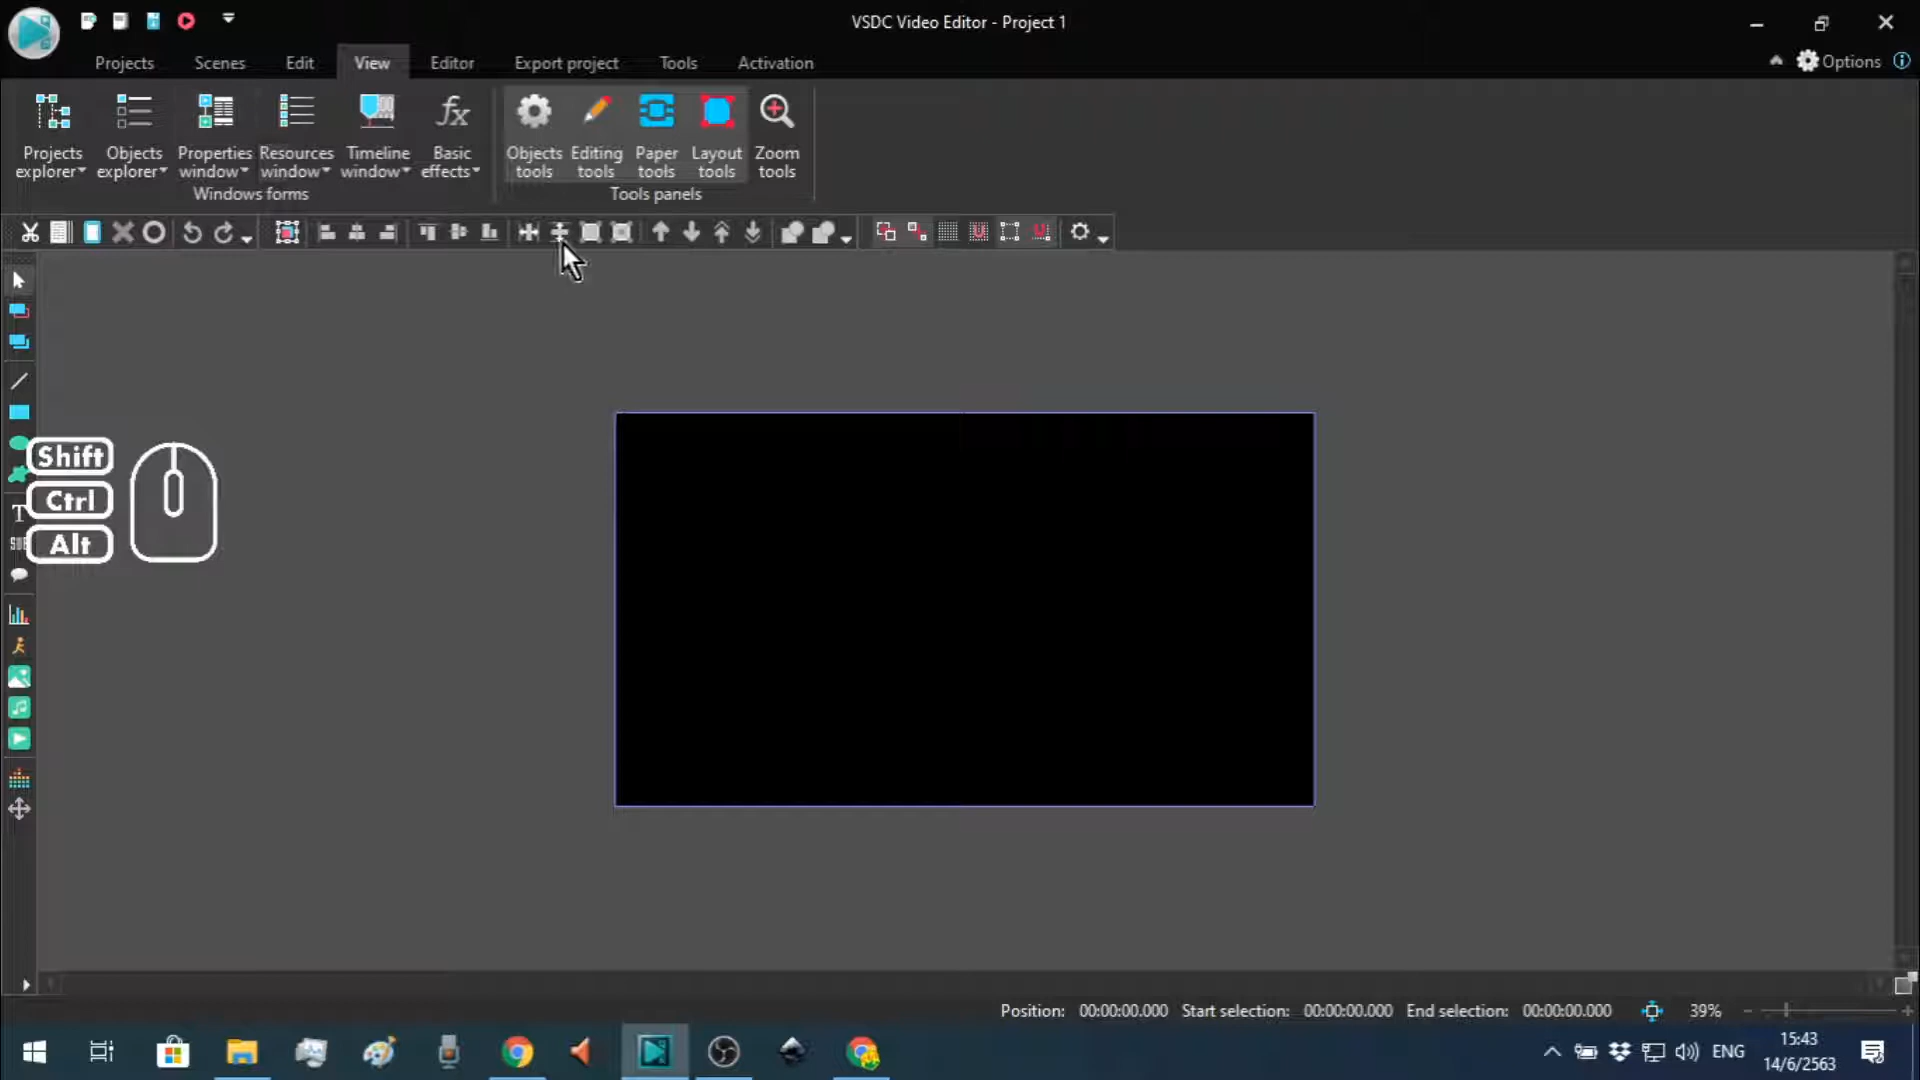 VSDC Video Editor - Project 1
Projects Scenes Edit View Editor Export project Tools Activation Options
Projects explorer
Objects explorer
Properties window
Resources window
Timeline window
Basic effects
Objects tools
Editing tools
Paper tools
Layout tools
Zoom tools
Windows forms
Tools panels
Shift
Ctrl
Alt
T
SUB
Position: 00:00:00.000 Start selection: 00:00:00.000 End selection: 00:00:00.000 39%
ENG
15:43
14/6/2563